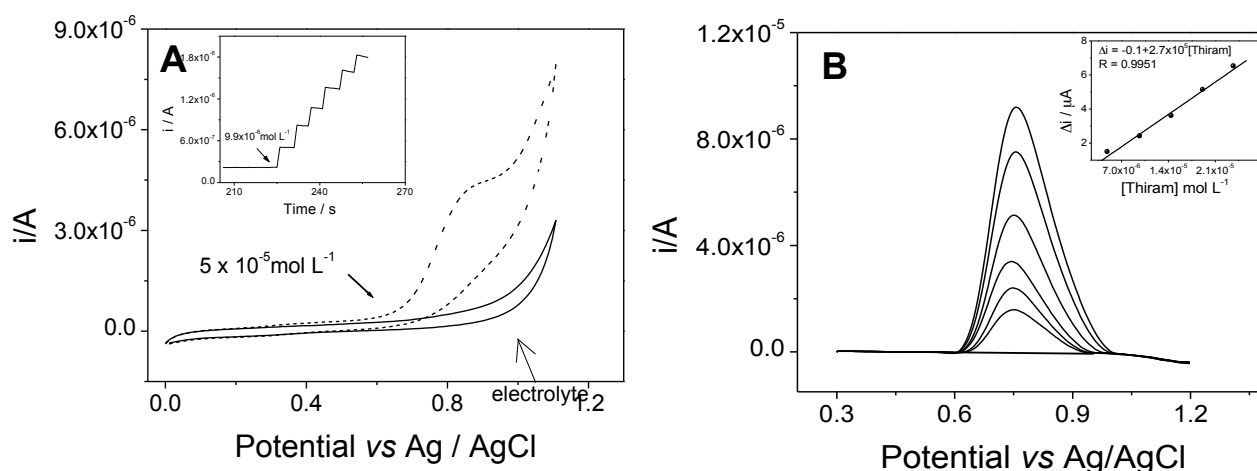 A
9.0x10⁻⁶
6.0x10⁻⁶
3.0x10⁻⁶
0.0
i/A
0.0
0.4
0.8
1.2
Potential vs Ag / AgCl
1.8x10⁻⁶
1.2x10⁻⁶
6.0x10⁻⁷
0.0
i / A
9.9x10⁻⁶mol L⁻¹
210
240
270
Time / s
5 x 10⁻⁵mol L⁻¹
electrolyte
B
1.2x10⁻⁵
8.0x10⁻⁶
4.0x10⁻⁶
0.0
i/A
0.3
0.6
0.9
1.2
Potential vs Ag/AgCl
Δi = -0.1+2.7x10⁵[Thiram]
R = 0.9951
8
6
4
2
Δi / μA
7.0x10⁻⁶
1.4x10⁻⁵
2.1x10⁻⁵
[Thiram] mol L⁻¹